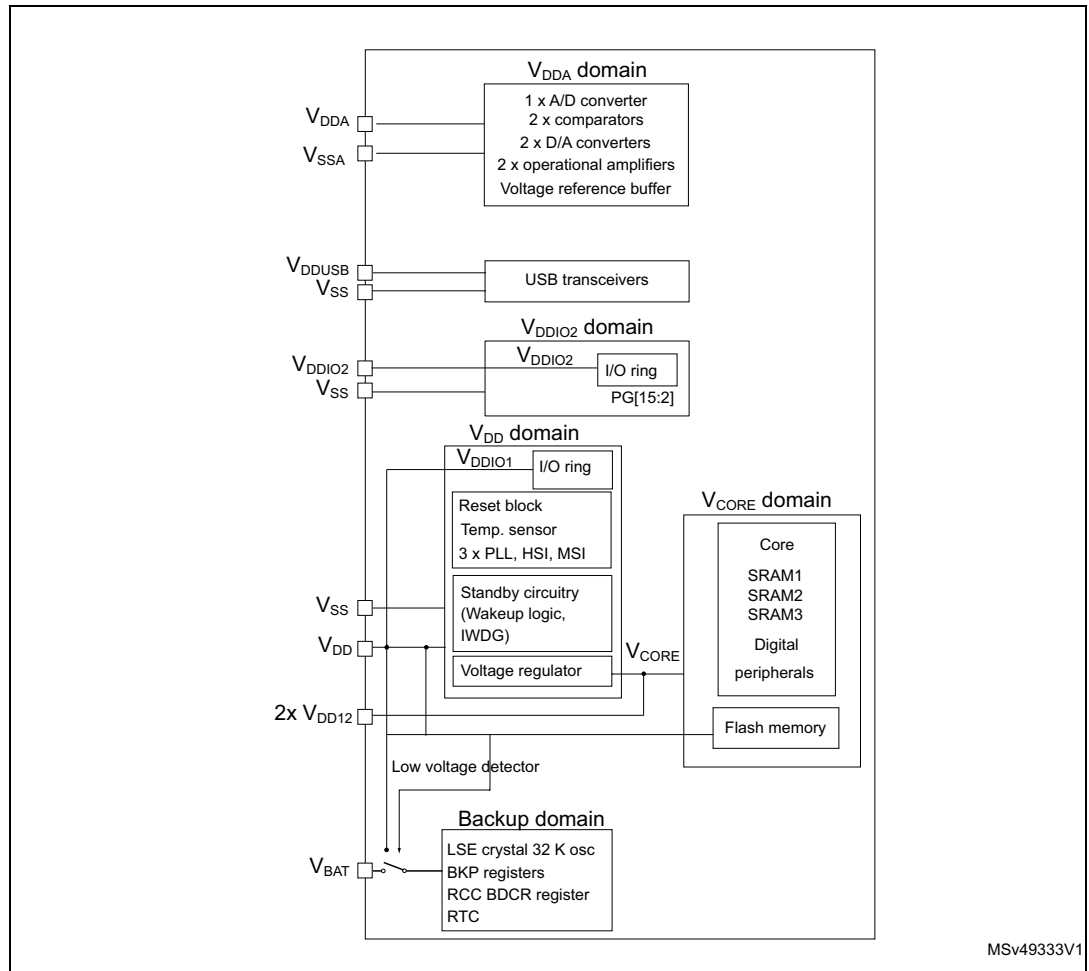 VDDA domain
1 x A/D converter
2 x comparators
2 x D/A converters
2 x operational amplifiers
Voltage reference buffer
VDDA
VSSA
VDDUSB
VSS
USB transceivers
VDDIO2 domain
VDDIO2
VSS
VDDIO2
I/O ring
PG[15:2]
VDD domain
VDDIO1
I/O ring
Reset block
Temp. sensor
3 x PLL, HSI, MSI
Standby circuitry
(Wakeup logic,
IWDG)
Voltage regulator
VSS
VDD
2x VDD12
VCORE
VCORE domain
Core
SRAM1
SRAM2
SRAM3
Digital
peripherals
Flash memory
Low voltage detector
Backup domain
LSE crystal 32 K osc
BKP registers
RCC BDCR register
RTC
VBAT
MSv49333V1